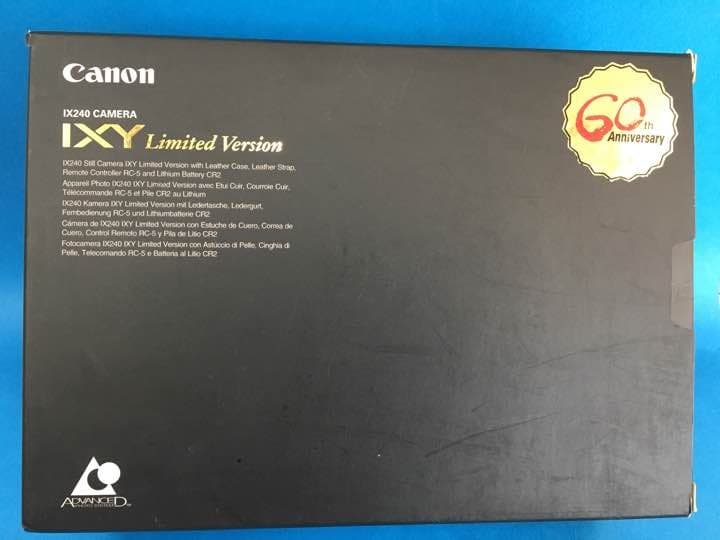 Canon
IX240 CAMERA
IXY Limited Version
IX240 Still Camera IXY Limited Version with Leather Case, Leather Strap,
Remote Controller RC-5 and Lithium Battery CR2
Appareil Photo IX240 IXY Limited Version avec Etui Cuir, Courroie Cuir,
Télécommande RC-5 et Pile CR2 au Lithium
IX240 Kamera IXY Limited Version mit Ledertasche, Ledergurt,
Fernbedienung RC-5 und Lithiumbatterie CR2
Cámera de IX240 IXY Limited Version con Estuche de Cuero, Correa de
Cuero, Control Remoto RC-5 y Pila de Litio CR2
Fotocamera IX240 IXY Limited Version con Astúccio di Pelle, Cinghia di
Pelle, Telecomando RC-5 e Batteria al Litio CR2
60th
Anniversary
ADVANCED
PHOTO SYSTEM